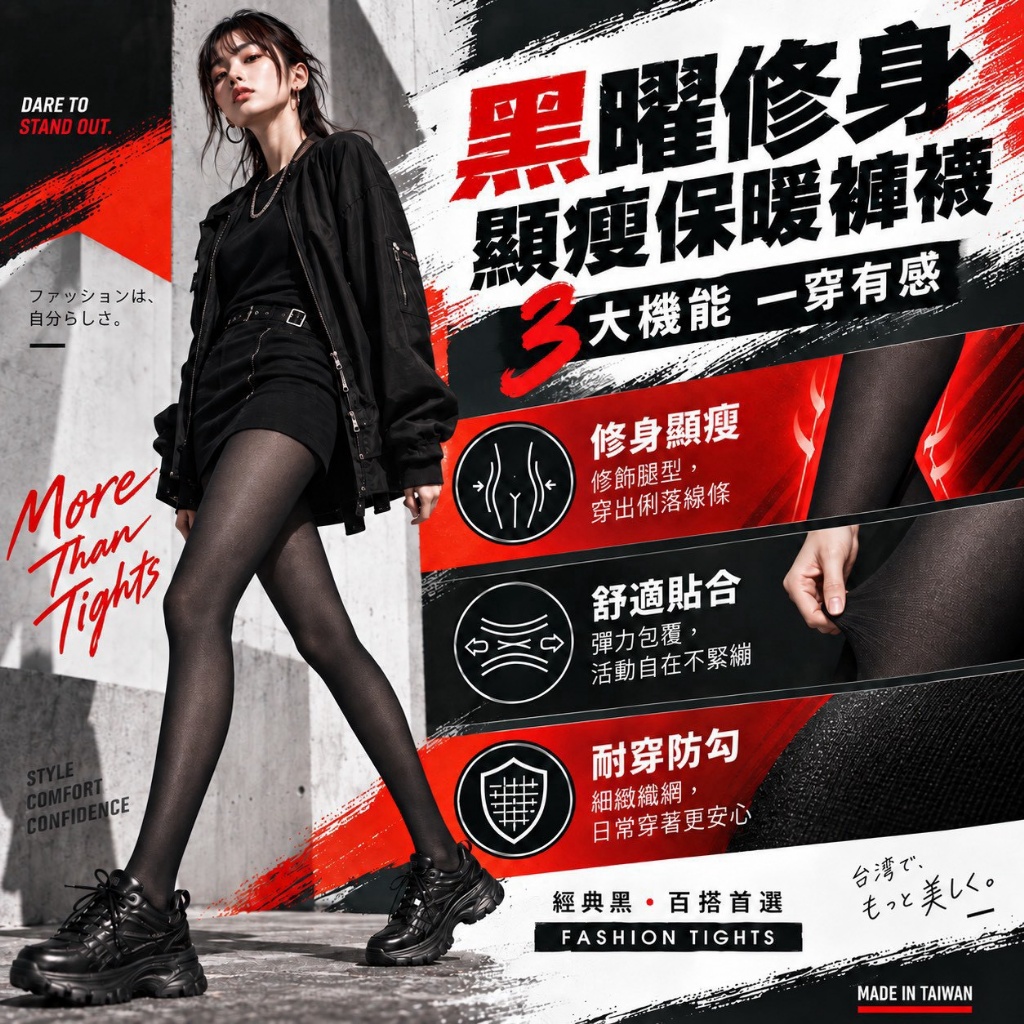 DARE TO
STAND OUT.
黑曜修身
顯瘦保暖褲襪
3大機能 一穿有感
ファッションは、
自分らしさ。
More
Than
Tights
修身顯瘦
修飾腿型，
穿出俐落線條
舒適貼合
彈力包覆，
活動自在不緊繃
耐穿防勾
細緻織網，
日常穿著更安心
STYLE
COMFORT
CONFIDENCE
經典黑・百搭首選
FASHION TIGHTS
台湾で、
もっと美しく。
MADE IN TAIWAN